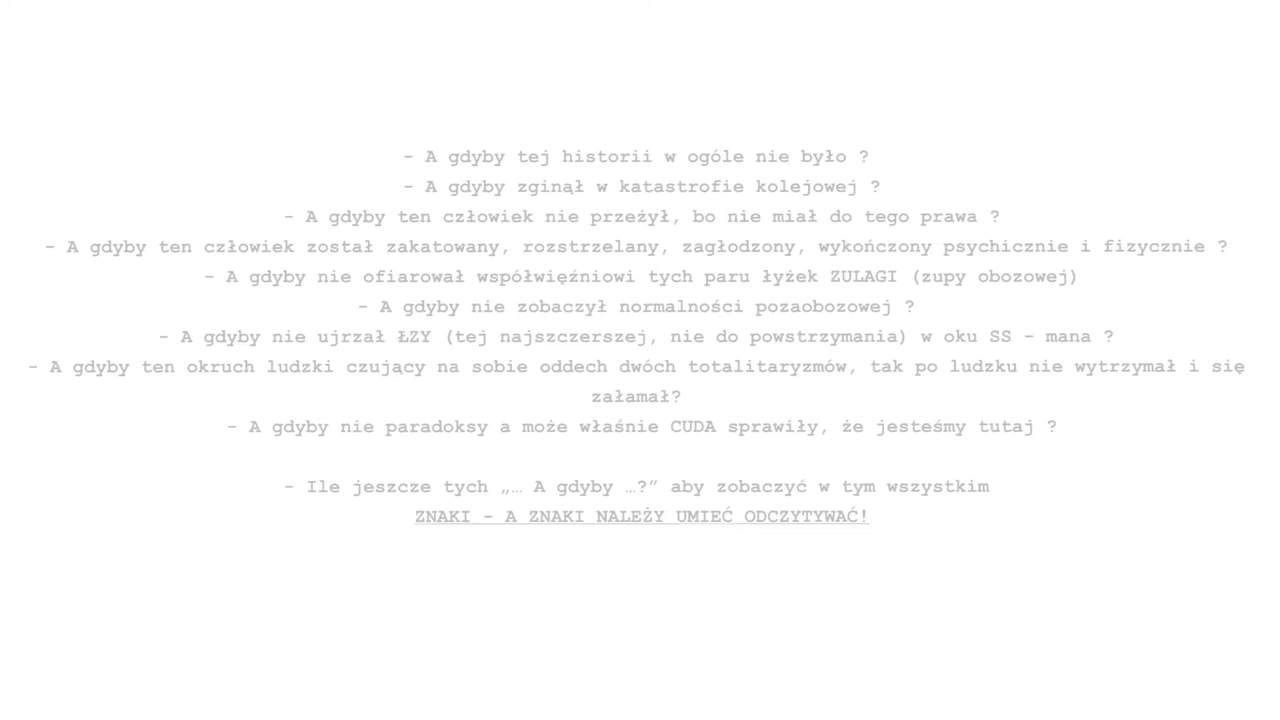 - A gdyby tej historii w ogóle nie było ?
- A gdyby zginął w katastrofie kolejowej ?
- A gdyby ten człowiek nie przeżył, bo nie miał do tego prawa ?
- A gdyby ten człowiek został zakatowany, rozstrzelany, zagłodzony, wykończony psychicznie i fizycznie ?
- A gdyby nie ofiarował współwięźniowi tych paru łyżek ZULAGI (zupy obozowej)
- A gdyby nie zobaczył normalności pozaobozowej ?
- A gdyby nie ujrzał ŁZY (tej najszczerszej, nie do powstrzymania) w oku SS - mana ?
- A gdyby ten okruch ludzki czujący na sobie oddech dwóch totalitaryzmów, tak po ludzku nie wytrzymał i się
załamał?
- A gdyby nie paradoksy a może właśnie CUDA sprawiły, że jesteśmy tutaj ?
- Ile jeszcze tych „… A gdyby …?” aby zobaczyć w tym wszystkim
ZNAKI - A ZNAKI NALEŻY UMIEĆ ODCZYTYWAĆ!